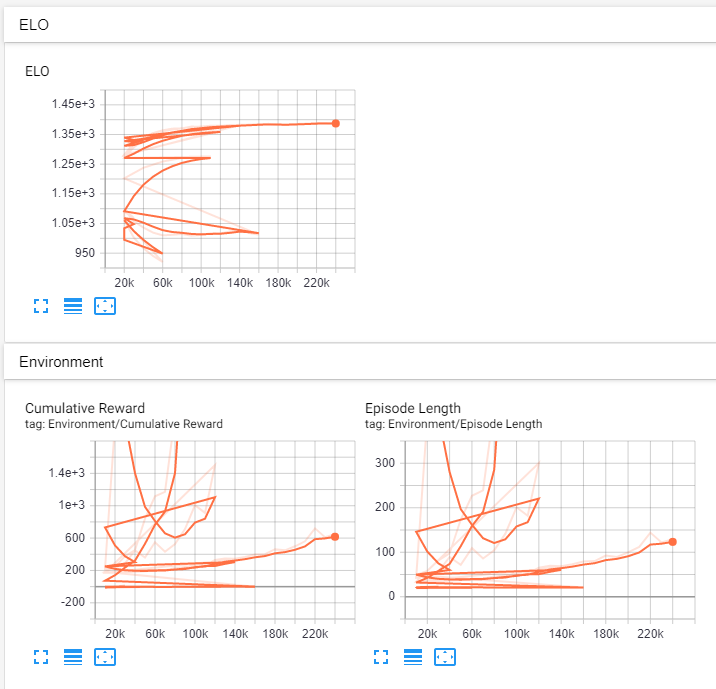 ELO
ELO
1.45e+3
1.35e+3
1.25e+3
1.15e+3
1.05e+3
950
20k 60k 100k 140k 180k 220k
Environment
Cumulative Reward
tag: Environment/Cumulative Reward
1.4e+3
1e+3
600
200
-200
20k 60k 100k 140k 180k 220k
Episode Length
tag: Environment/Episode Length
300
200
100
0
20k 60k 100k 140k 180k 220k